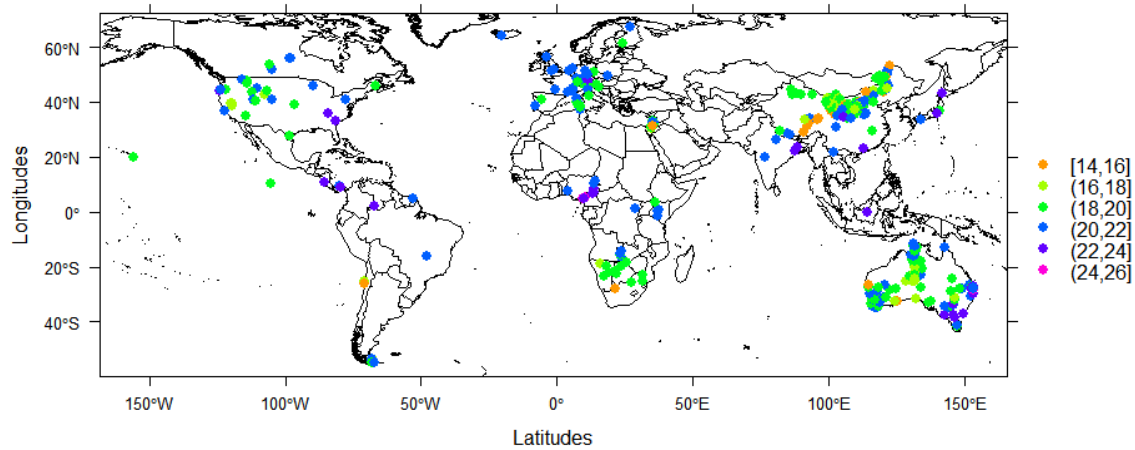 60°N
40°N
20°N
0°
20°S
40°S
Longitudes
150°W
100°W
50°W
0°
50°E
100°E
150°E
Latitudes
[14,16]
(16,18]
(18,20]
(20,22]
(22,24]
(24,26]